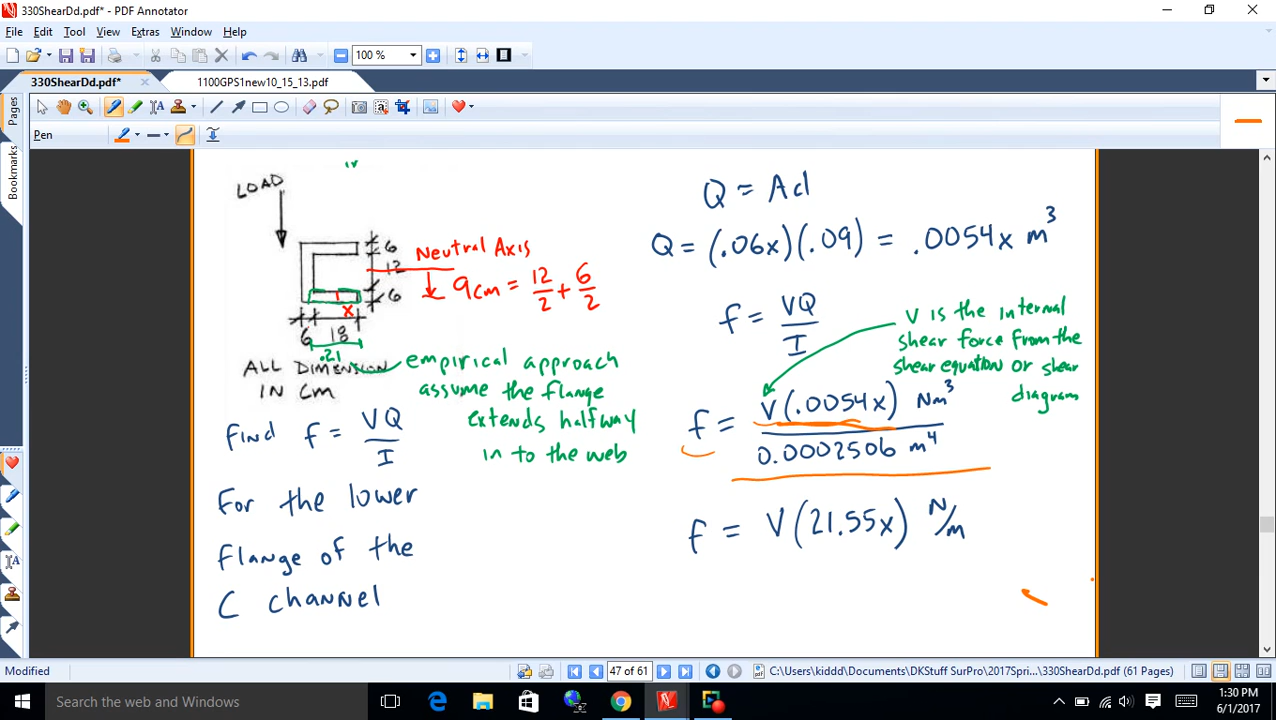 330ShearDd.pdf* - PDF Annotator
File Edit Tool Extras Window Help
100 %
330ShearDd.pdf* 1100GPS1new10_15_13.pdf
Pen
Pages
Bookmarks
LOAD
6
12
6
6 18
.21
x
ALL DIMENSION
IN Cm
Neutral Axis
9cm = 12/2 + 6/2
empirical approach
assume the flange
extends halfway
in to the web
Find f = VQ/I
For the lower
flange of the
C channel
Q = Ad
Q = (.06x)(.09) = .0054x m³
f = VQ/I
V is the internal
shear force from the
shear equation or shear
diagram
f = V(.0054x) Nm³ / 0.0002506 m⁴
f = V(21.55x) N/m
Modified
47 of 61
C:\Users\kiddd\Documents\DKStuff SurPro\2017Spri...\330ShearDd.pdf (61 Pages)
Search the web and Windows
1:30 PM
6/1/2017